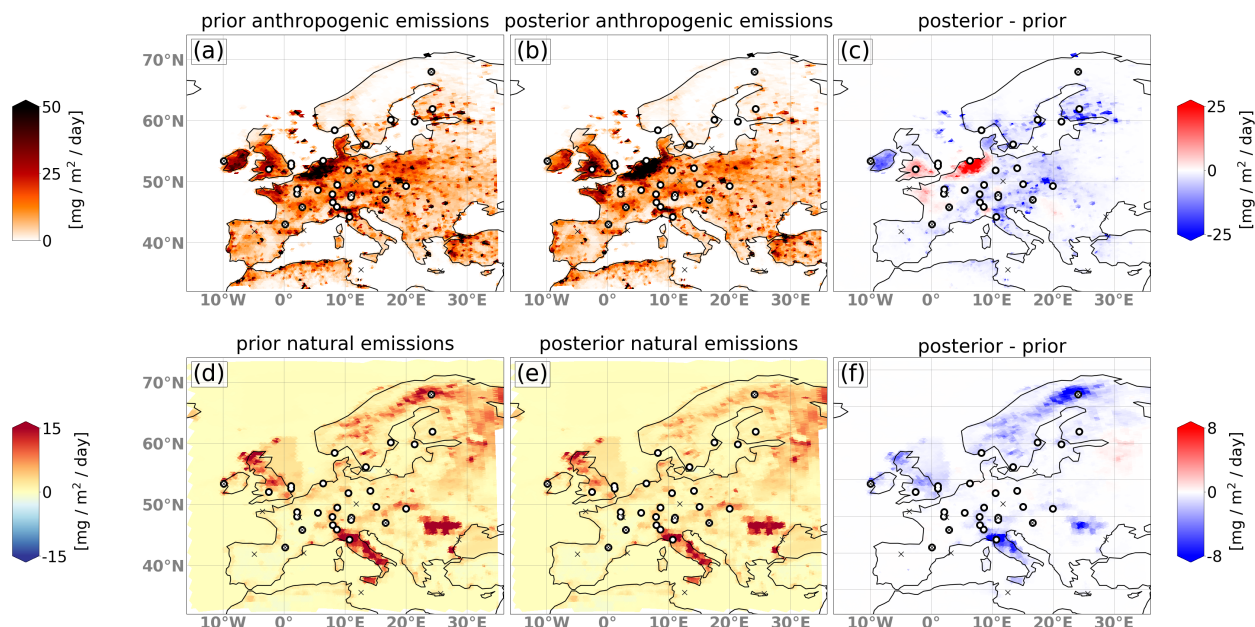 prior anthropogenic emissions
posterior anthropogenic emissions
posterior - prior
(a)
(b)
(c)
70°N
60°N
50°N
40°N
50
25
0
[mg / m² / day]
25
0
-25
[mg / m² / day]
10°W 0° 10°E 20°E 30°E
10°W 0° 10°E 20°E 30°E
10°W 0° 10°E 20°E 30°E
prior natural emissions
posterior natural emissions
posterior - prior
(d)
(e)
(f)
70°N
60°N
50°N
40°N
15
0
-15
[mg / m² / day]
8
0
-8
[mg / m² / day]
10°W 0° 10°E 20°E 30°E
10°W 0° 10°E 20°E 30°E
10°W 0° 10°E 20°E 30°E